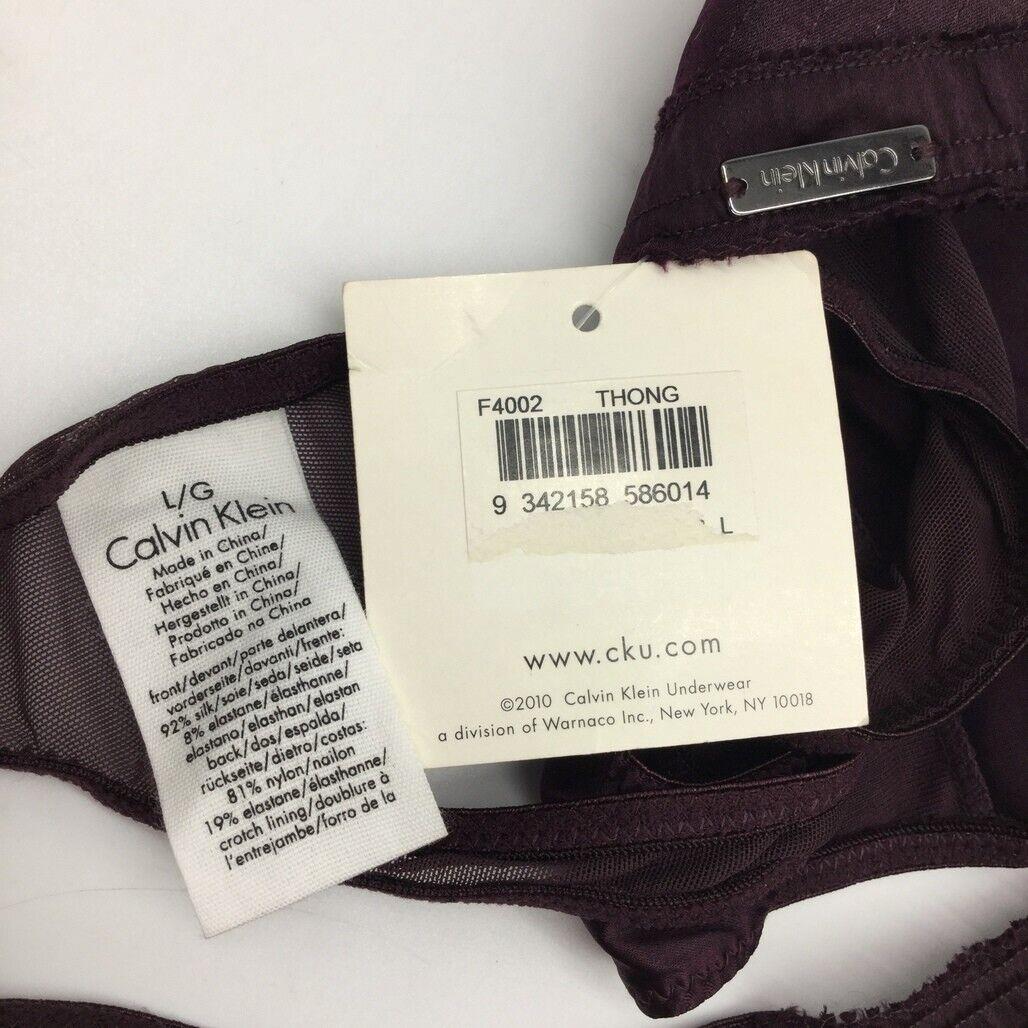 Calvin Klein
F4002 THONG
9 342158 586014
L
www.cku.com
©2010 Calvin Klein Underwear
a division of Warnaco Inc., New York, NY 10018
L/G
Calvin Klein
Made in China/
Fabriqué en Chine/
Hecho en China/
Hergestellt in China/
Prodotto in China/
Fabricado na China
front/devant/parte delantera/
vorderseite/davanti/frente:
92% silk/soie/seda/seide/seta
8% elastane/élasthanne/
elastano/elasthan/elastan
back/dos/espalda/
rückseite/dietro/costas:
81% nylon/nailon
19% elastane/élasthanne/
crotch lining/doublure à
l'entrejambe/forro de la